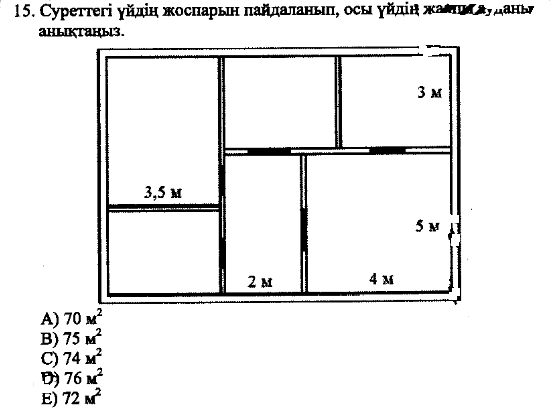 15. Суреттегі үйдің жоспарын пайдаланып, осы үйдің
анықтаңыз.
3 м
3,5 м
5 м
2 м
4 м
A) 70 м²
B) 75 м²
C) 74 м²
D) 76 м²
E) 72 м²